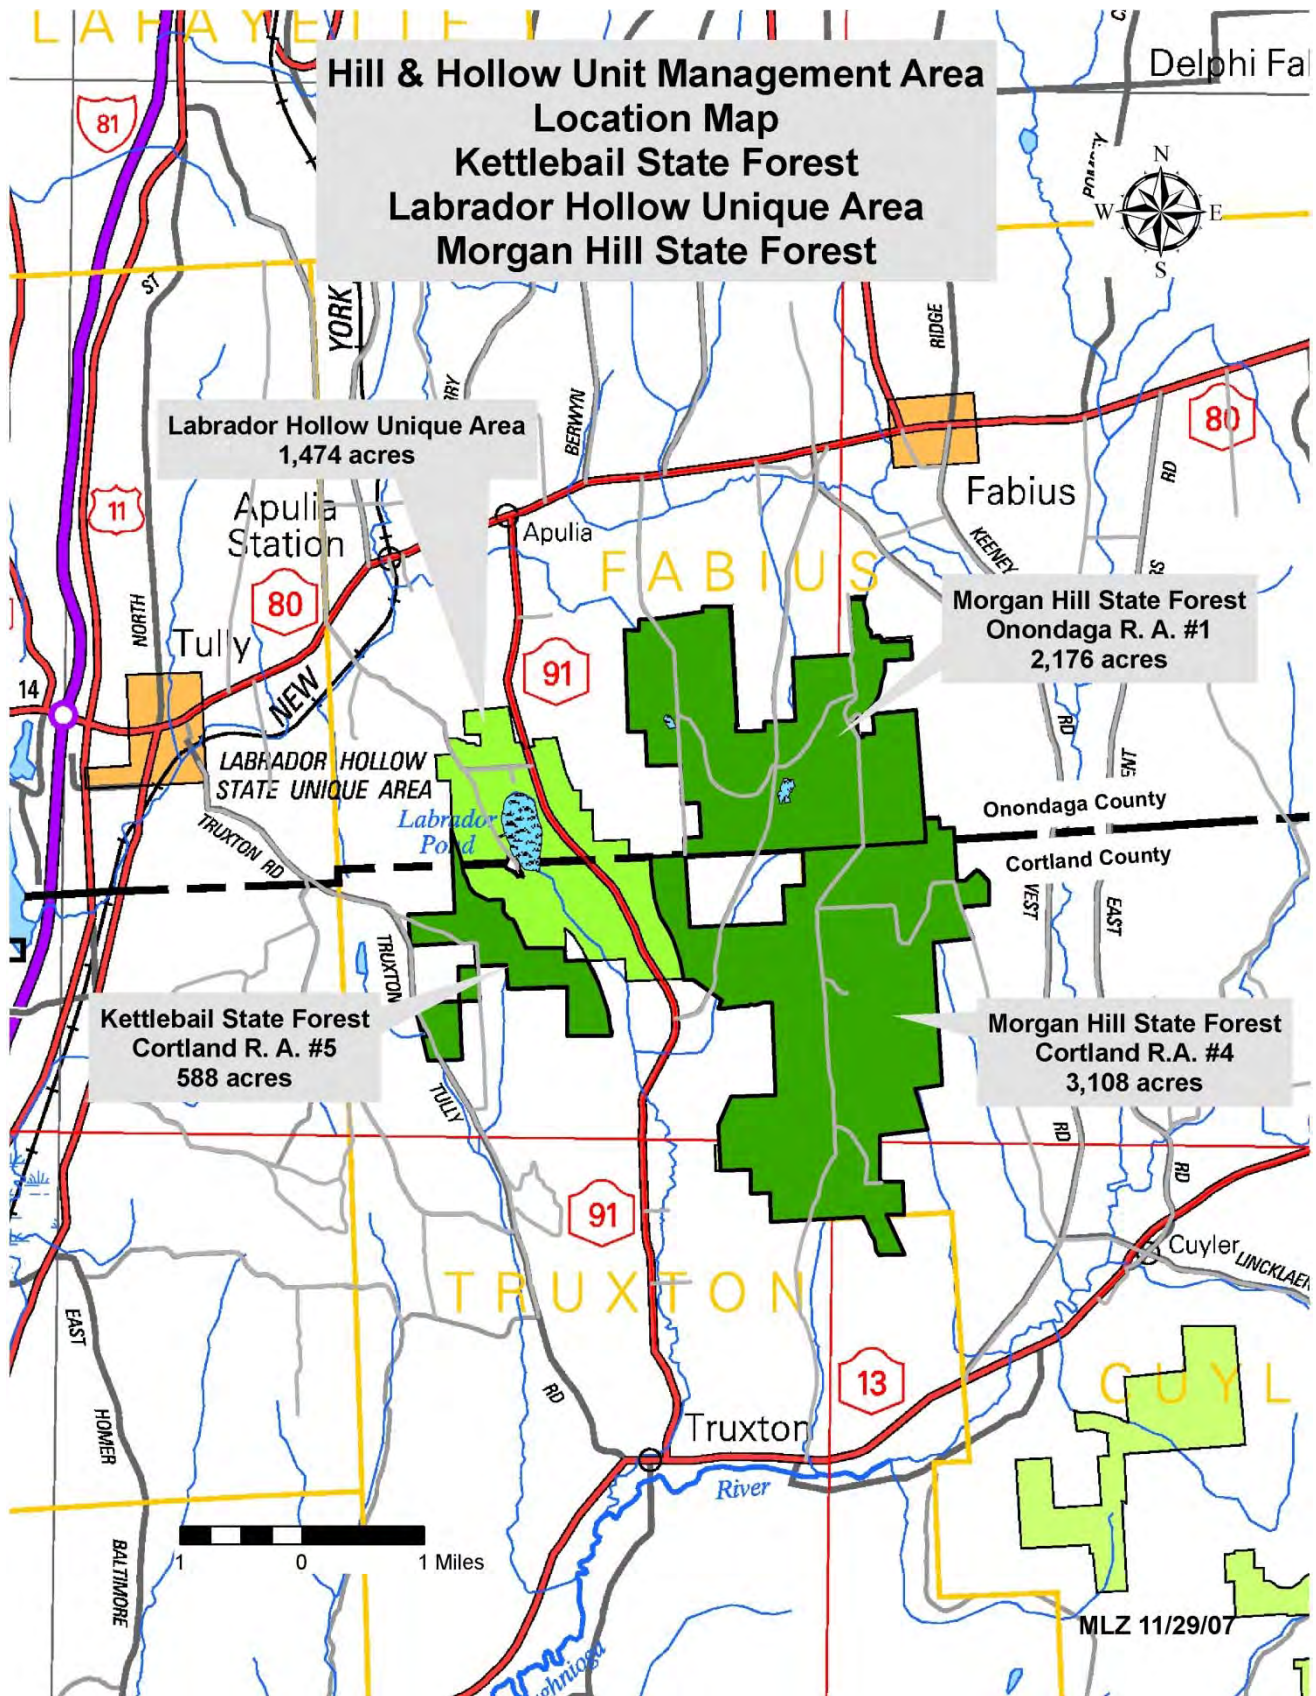 LAFAYETTE
Hill & Hollow Unit Management Area
Location Map
Kettlebail State Forest
Labrador Hollow Unique Area
Morgan Hill State Forest
Delphi Fal
81
N
W
E
S
ST
YORK
RIDGE
BERWYN
80
Labrador Hollow Unique Area
1,474 acres
11
Apulia
Station
Apulia
Fabius
RD
KEENEY
FABIUS
80
NORTH
Tully
91
Morgan Hill State Forest
Onondaga R. A. #1
2,176 acres
14
NEW
RD
LABRADOR HOLLOW
STATE UNIQUE AREA
Labrador
Pond
TRUXTON RD
Onondaga County
Cortland County
EAST
TRUXTON
Kettlebail State Forest
Cortland R. A. #5
588 acres
Morgan Hill State Forest
Cortland R.A. #4
3,108 acres
TULLY
RD
RD
91
Cuyler
LINCKLAEN
TRUXTON
EAST
13
CUYL
RD
HOMER
Truxton
River
1
0
1 Miles
BALTIMORE
MLZ 11/29/07